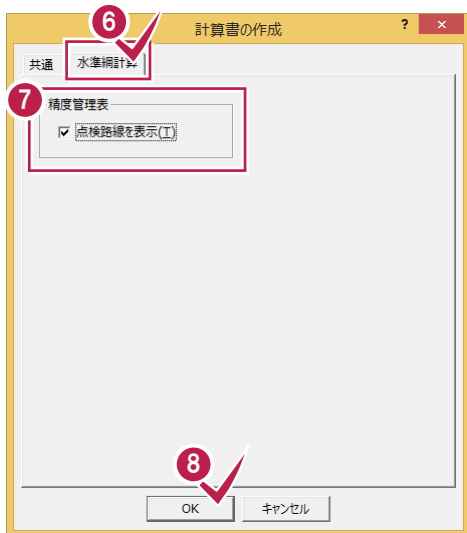 6
計算書の作成
?
×
共通
水準網計算
7
精度管理表
点検路線を表示(T)
8
OK
キャンセル